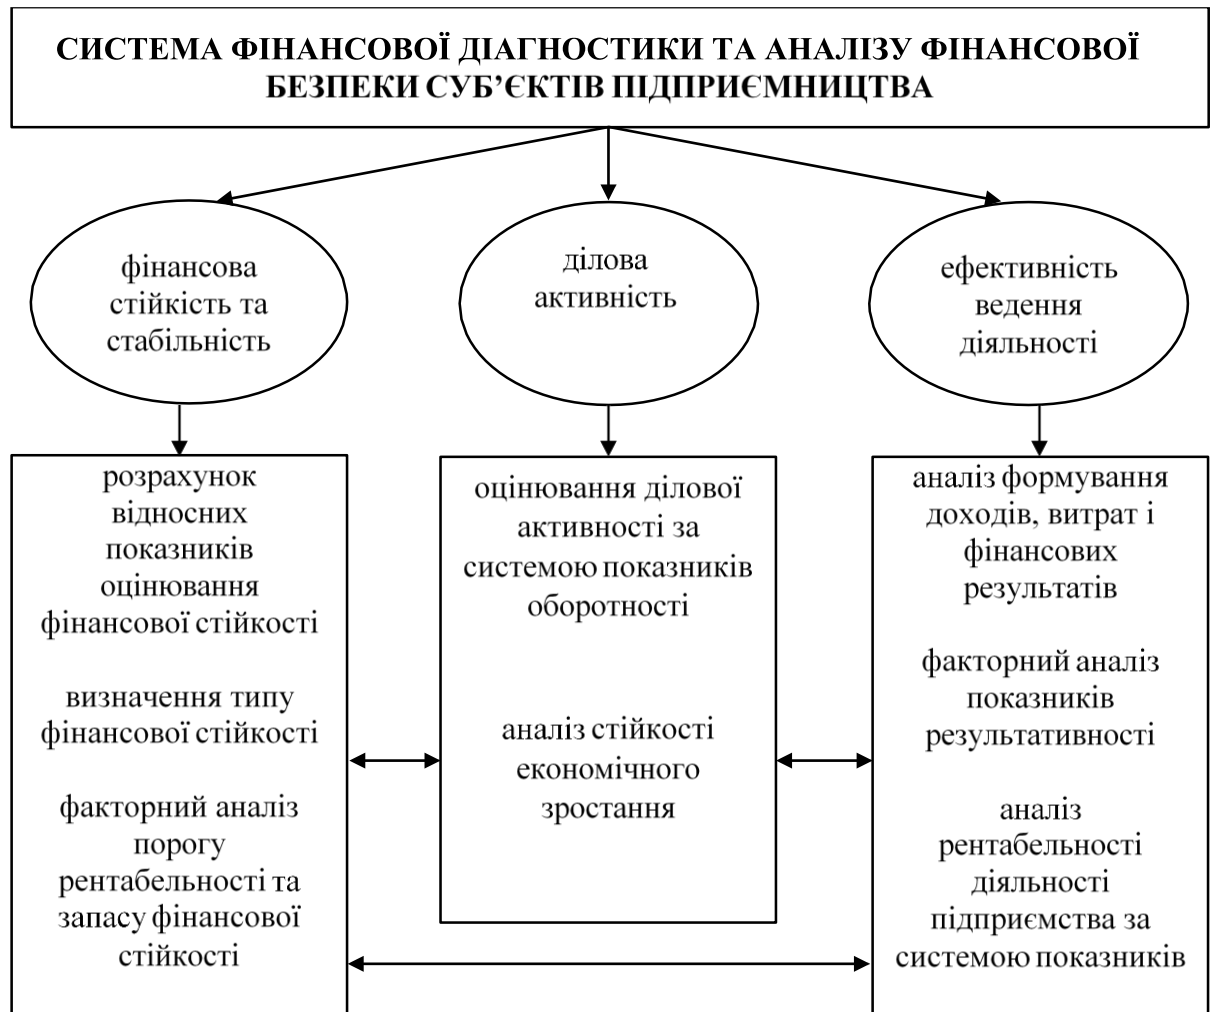 СИСТЕМА ФІНАНСОВОЇ ДІАГНОСТИКИ ТА АНАЛІЗУ ФІНАНСОВОЇ
БЕЗПЕКИ СУБ’ЄКТІВ ПІДПРИЄМНИЦТВА
фінансова
стійкість та
стабільність
ділова
активність
ефективність
ведення
діяльності
розрахунок
відносних
показників
оцінювання
фінансової стійкості
визначення типу
фінансової стійкості
факторний аналіз
порогу
рентабельності та
запасу фінансової
стійкості
оцінювання ділової
активності за
системою показників
оборотності
аналіз стійкості
економічного
зростання
аналіз формування
доходів, витрат і
фінансових
результатів
факторний аналіз
показників
результативності
аналіз
рентабельності
діяльності
підприємства за
системою показників